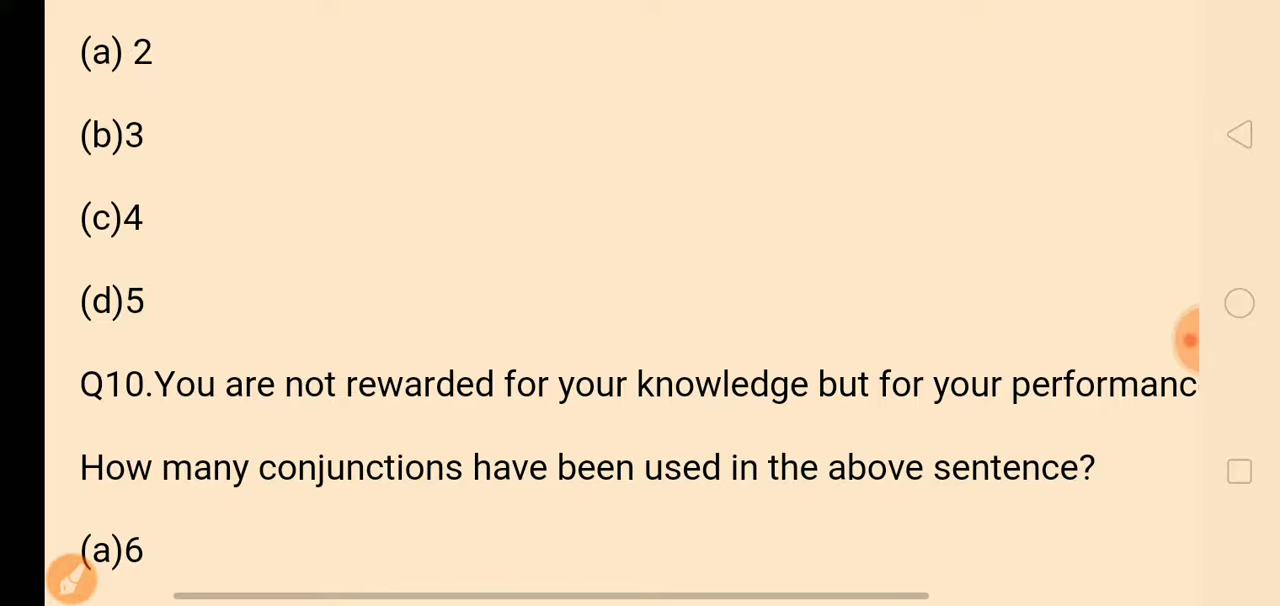 (a) 2
(b)3
(c)4
(d)5
Q10.You are not rewarded for your knowledge but for your performanc
How many conjunctions have been used in the above sentence?
(a)6